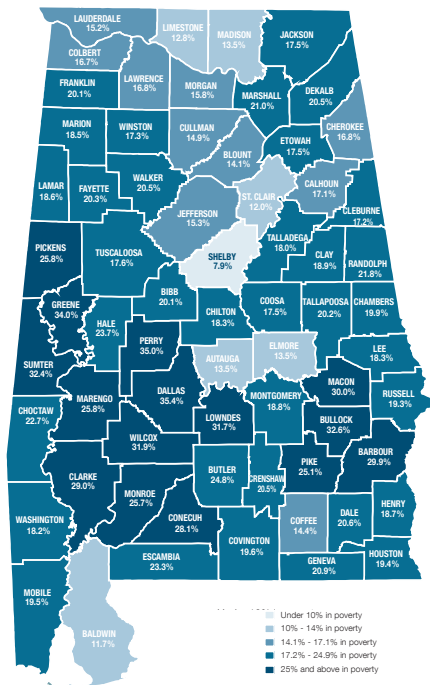 LAUDERDALE
15.2%
LIMESTONE
12.8%
MADISON
13.5%
JACKSON
17.5%
COLBERT
16.7%
FRANKLIN
20.1%
LAWRENCE
16.8%
MORGAN
15.8%
MARSHALL
21.0%
DEKALB
20.5%
MARION
18.5%
WINSTON
17.3%
CULLMAN
14.9%
CHEROKEE
16.8%
BLOUNT
14.1%
ETOWAH
17.5%
LAMAR
18.6%
FAYETTE
20.3%
WALKER
20.5%
ST. CLAIR
12.0%
CALHOUN
17.1%
CLEBURNE
17.2%
JEFFERSON
15.3%
PICKENS
25.8%
TUSCALOOSA
17.6%
SHELBY
7.9%
TALLADEGA
18.0%
CLAY
18.9%
RANDOLPH
21.8%
GREENE
34.0%
HALE
23.7%
BIBB
20.1%
CHILTON
18.3%
COOSA
17.5%
TALLAPOOSA
20.2%
CHAMBERS
19.9%
PERRY
35.0%
SUMTER
32.4%
AUTAUGA
13.5%
ELMORE
13.5%
LEE
18.3%
MARENGO
25.8%
DALLAS
35.4%
MACON
30.0%
RUSSELL
19.3%
CHOCTAW
22.7%
LOWNDES
31.7%
MONTGOMERY
18.8%
BULLOCK
32.6%
WILCOX
31.9%
BUTLER
24.8%
CRENSHAW
20.5%
PIKE
25.1%
BARBOUR
29.9%
CLARKE
29.0%
MONROE
25.7%
CONECUH
28.1%
WASHINGTON
18.2%
COVINGTON
19.6%
COFFEE
14.4%
DALE
20.6%
HENRY
18.7%
ESCAMBIA
23.3%
GENEVA
20.9%
HOUSTON
19.4%
MOBILE
19.5%
BALDWIN
11.7%
Under 10% in poverty
10% - 14% in poverty
14.1% - 17.1% in poverty
17.2% - 24.9% in poverty
25% and above in poverty